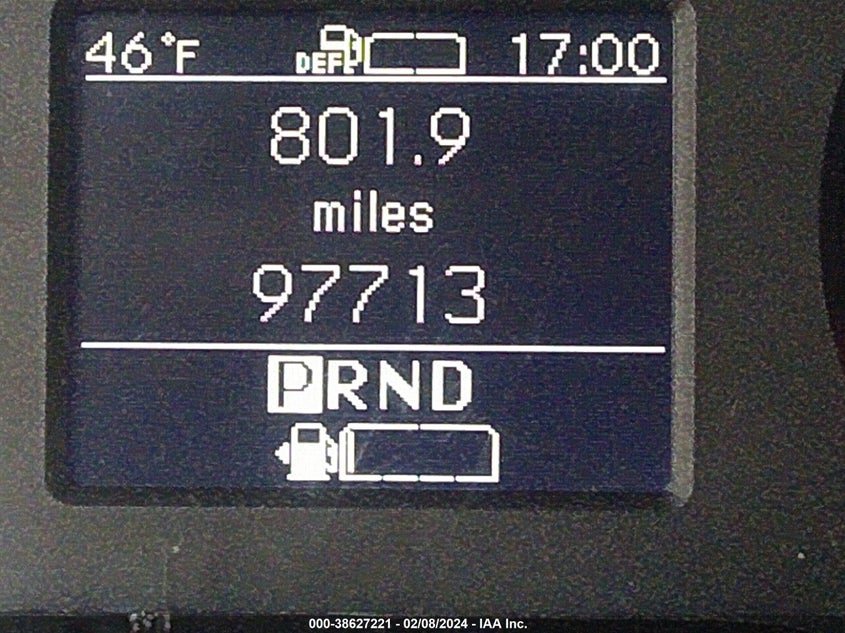 46°F DEF 17:00
801.9
miles
97713
PRND
000-38627221 - 02/08/2024 - IAA Inc.